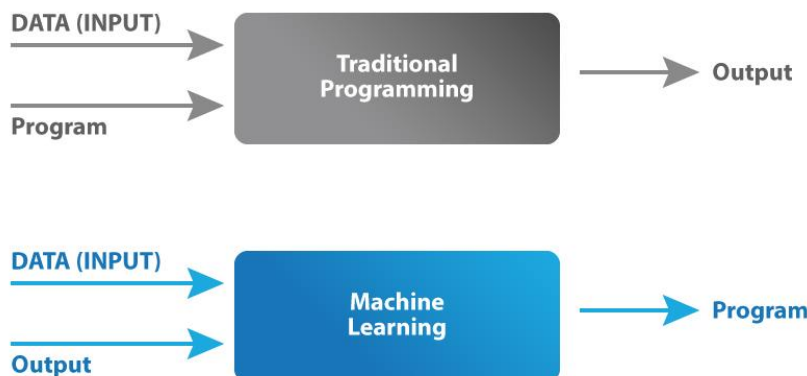 DATA (INPUT)
Program
Traditional
Programming
Output
DATA (INPUT)
Output
Machine
Learning
Program